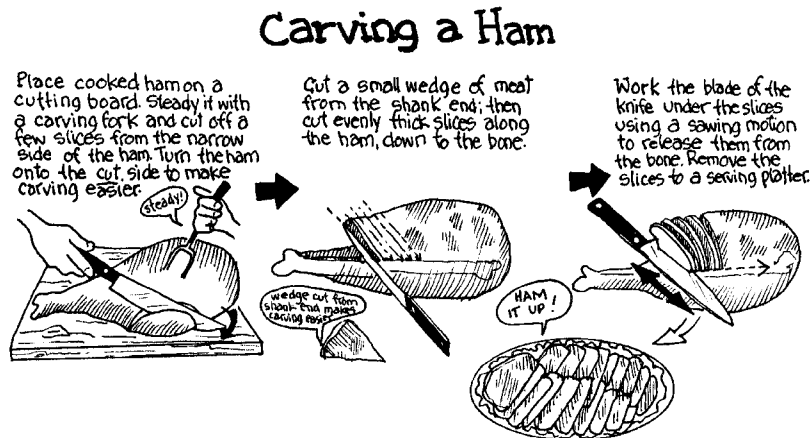 Carving a Ham
Place cooked ham on a
cutting board. Steady it with
a carving fork and cut off a
few slices from the narrow
side of the ham. Turn the ham
onto the cut side to make
carving easier.
steady!
Cut a small wedge of meat
from the shank end; then
cut evenly thick slices along
the ham, down to the bone.
wedge cut from
shank end makes
carving easier
Work the blade of the
knife under the slices
using a sawing motion
to release them from
the bone. Remove the
slices to a serving platter.
HAM
IT UP!